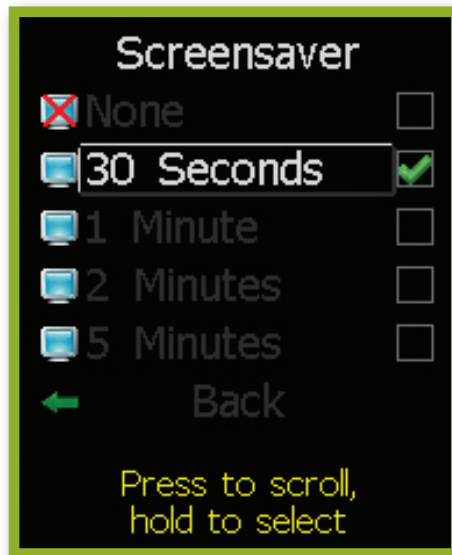 Screensaver
None
30 Seconds
1 Minute
2 Minutes
5 Minutes
Back
Press to scroll,
hold to select